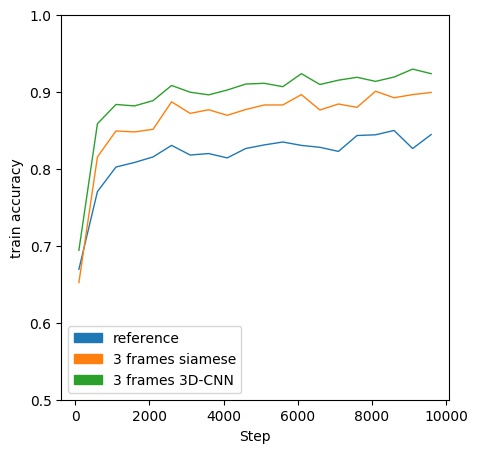 1.0
0.9
0.8
0.7
0.6
0.5
train accuracy
reference
3 frames siamese
3 frames 3D-CNN
0 2000 4000 6000 8000 10000
Step